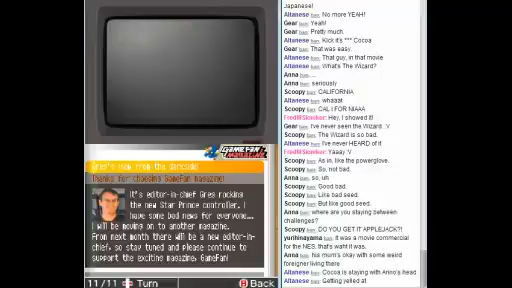 GAMEFAN
MAGAZINE
Greg's view from the darkside!
Thanks for choosing GameFan magazine!
It's editor-in-chief Greg rocking
the new Star Prince controller. I
have some bad news for everyone....
I will be moving on to another magazine.
From next month there will be a new editor-in-
chief, so stay tuned and please continue to
support the exciting magazine, GameFan!
11/11 Turn
Back
Japanese!
Altanese: No more YEAH!
Gear: Yeah!
Gear: Pretty much.
Altanese: Kick it's *** Cocoa
Gear: That was easy.
Altanese: That guy, in that movie
Altanese: What's The Wizard?
Anna: ...
Anna: seriously
Scoopy: CALIFORNIA
Altanese: whaaat
Scoopy: CAL I FOR NIAAA
Hey, I showed it!
Gear: I've never seen the Wizard :V
Scoopy: The Wizard is so bad.
Altanese: I've NEVER heard of it
Yaaay :V
Scoopy: As in, like the powerglove.
Scoopy: So, not bad.
Anna: so, uh
Scoopy: Good bad.
Scoopy: Like bad seed.
Scoopy: But like good seed.
Anna: where are you staying between
challenges?
Scoopy: DO YOU GET IT APPLEJACK?!
yurihinayama: it was a movie commercial
for the NES, that's waht it was.
Anna: his mum's okay with some weird
foreigner living there
Altanese: Cocoa is staying with Arino's head
Altanese: Getting yelled at